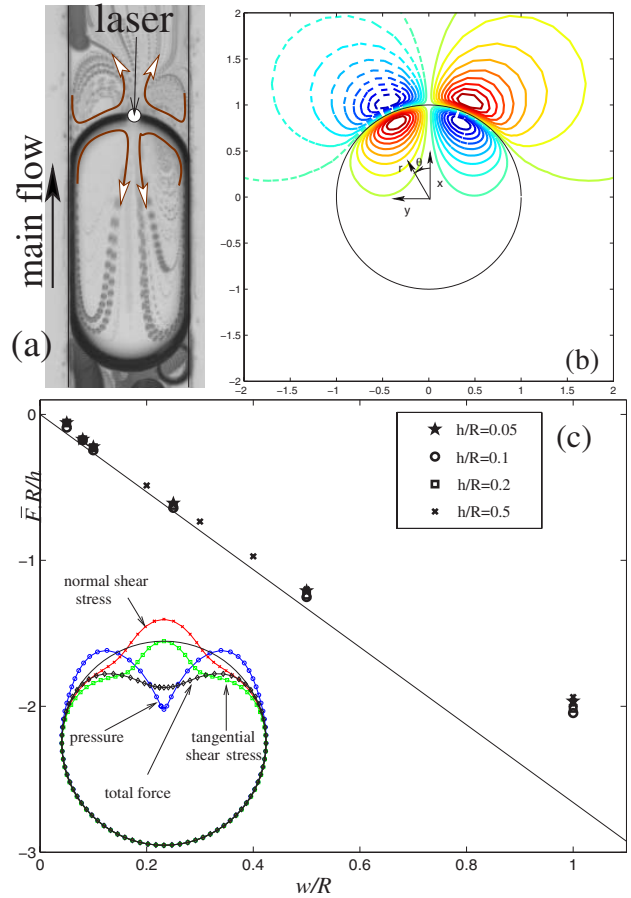 laser
main flow
(a)
2
1.5
1
0.5
0
−0.5
−1
−1.5
−2
−2 −1.5 −1 −0.5 0 0.5 1 1.5 2
r θ x
y
(b)
0
−1
−2
−3
F̅.R/h
(c)
h/R=0.05
h/R=0.1
h/R=0.2
h/R=0.5
normal shear
stress
pressure
tangential
shear stress
total force
0 0.2 0.4 0.6 0.8 1
w/R